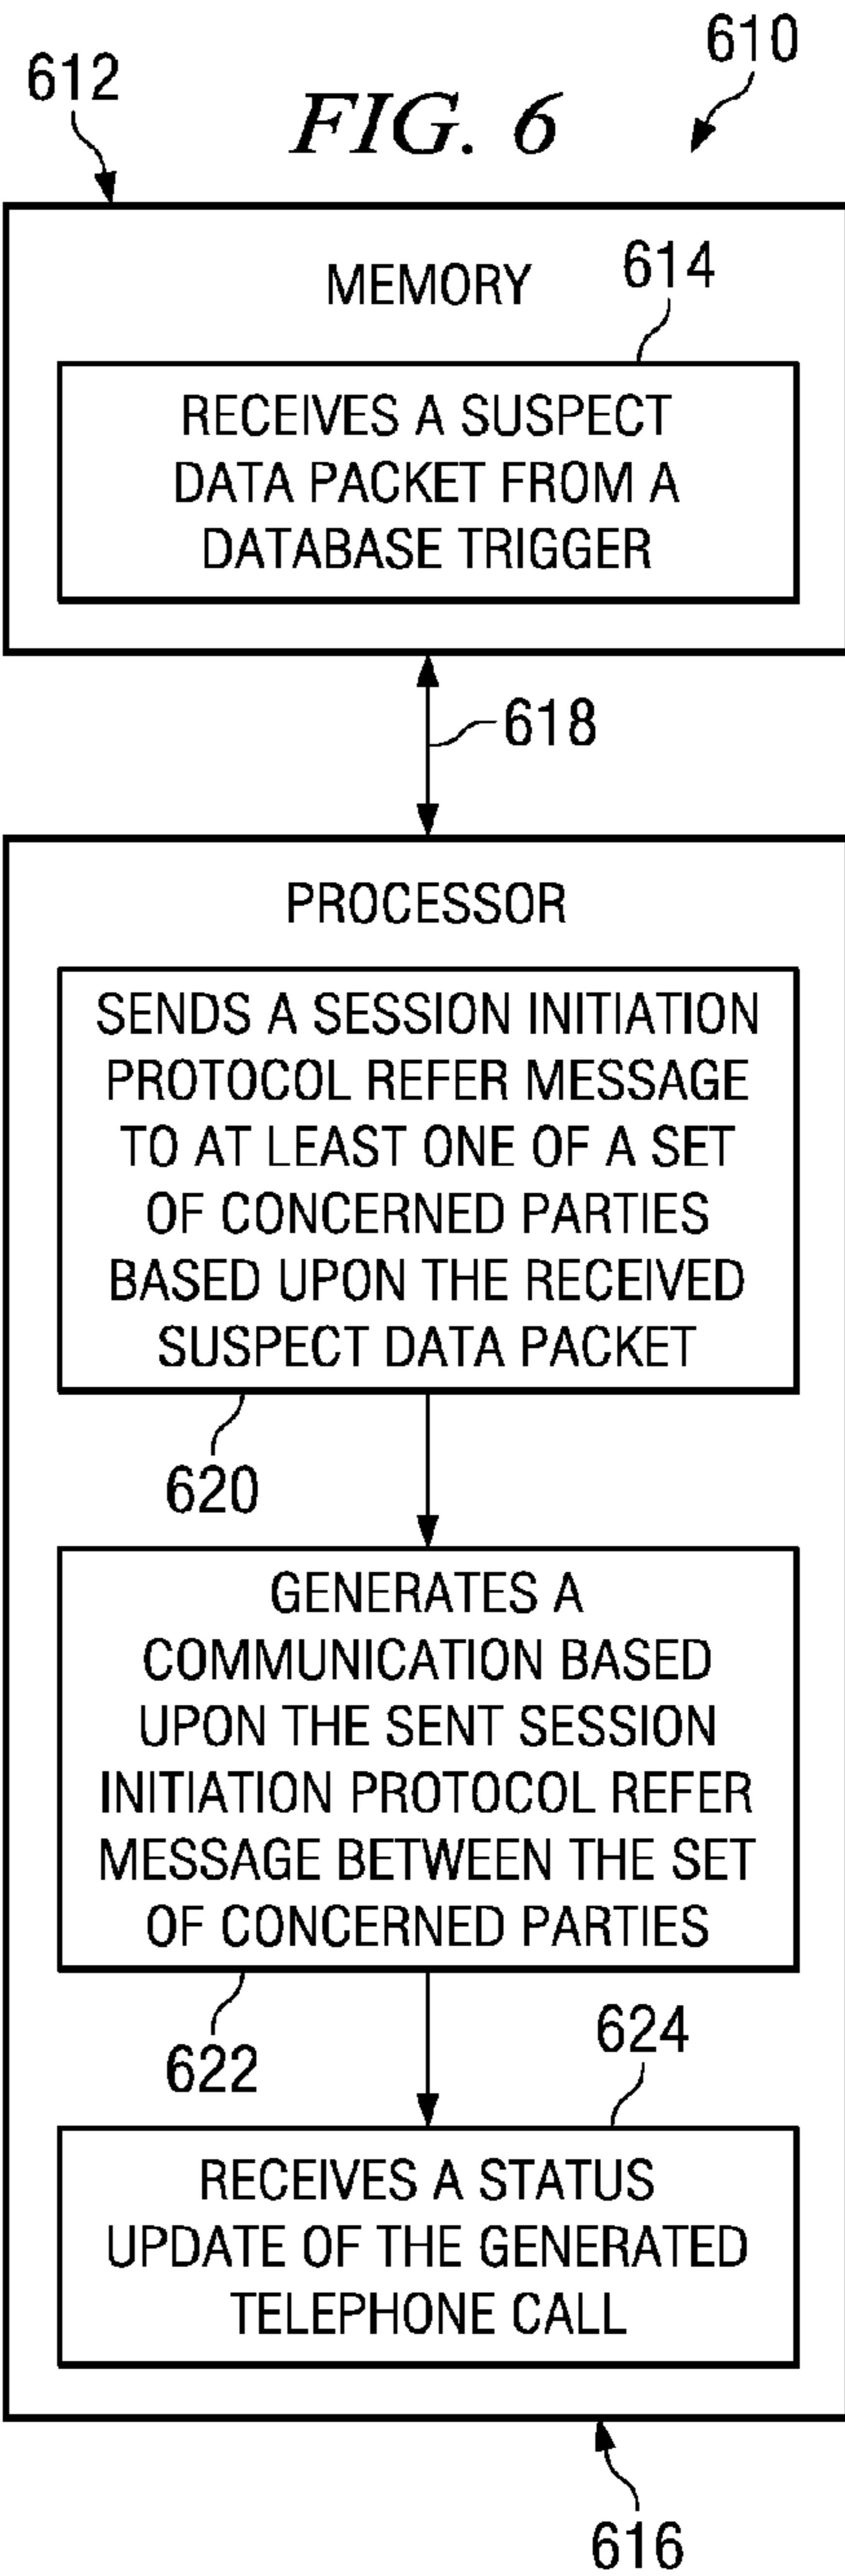 610
612
FIG. 6
MEMORY
614
RECEIVES A SUSPECT
DATA PACKET FROM A
DATABASE TRIGGER
618
PROCESSOR
SENDS A SESSION INITIATION
PROTOCOL REFER MESSAGE
TO AT LEAST ONE OF A SET
OF CONCERNED PARTIES
BASED UPON THE RECEIVED
SUSPECT DATA PACKET
620
GENERATES A
COMMUNICATION BASED
UPON THE SENT SESSION
INITIATION PROTOCOL REFER
MESSAGE BETWEEN THE SET
OF CONCERNED PARTIES
622
624
RECEIVES A STATUS
UPDATE OF THE GENERATED
TELEPHONE CALL
616